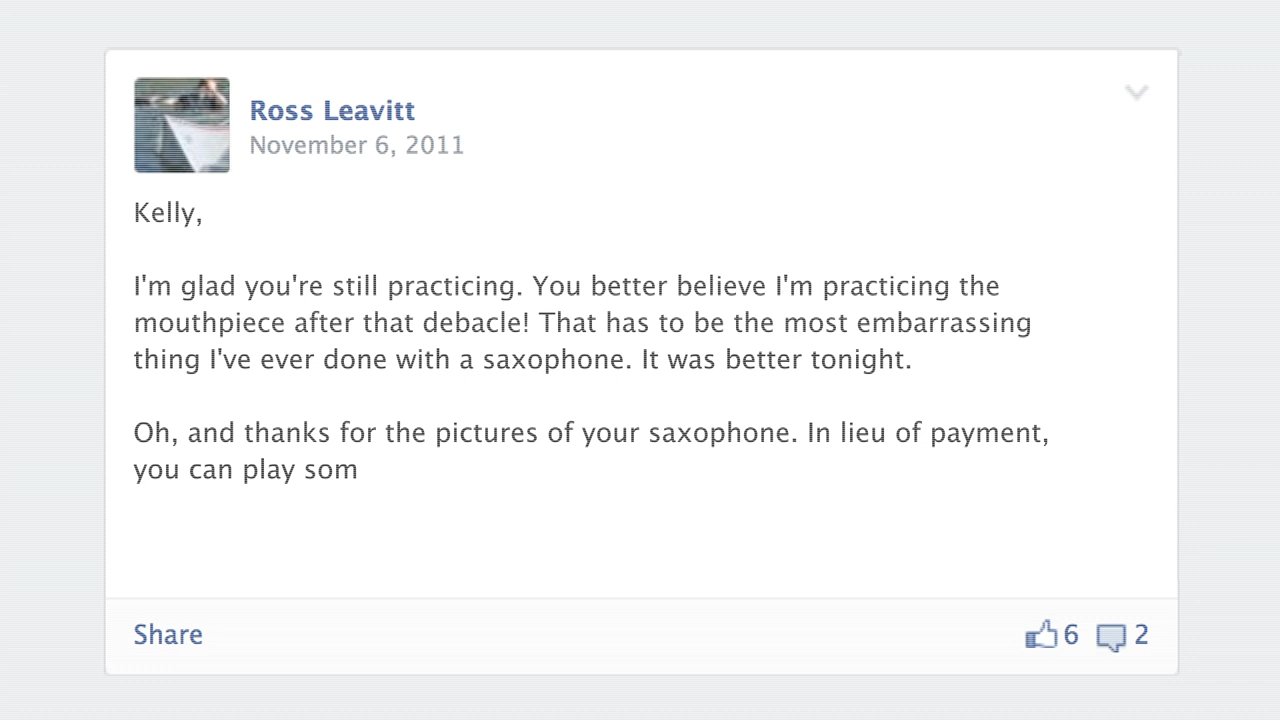 Ross Leavitt
November 6, 2011
Kelly,
I'm glad you're still practicing. You better believe I'm practicing the
mouthpiece after that debacle! That has to be the most embarrassing
thing I've ever done with a saxophone. It was better tonight.
Oh, and thanks for the pictures of your saxophone. In lieu of payment,
you can play som
Share
6
2